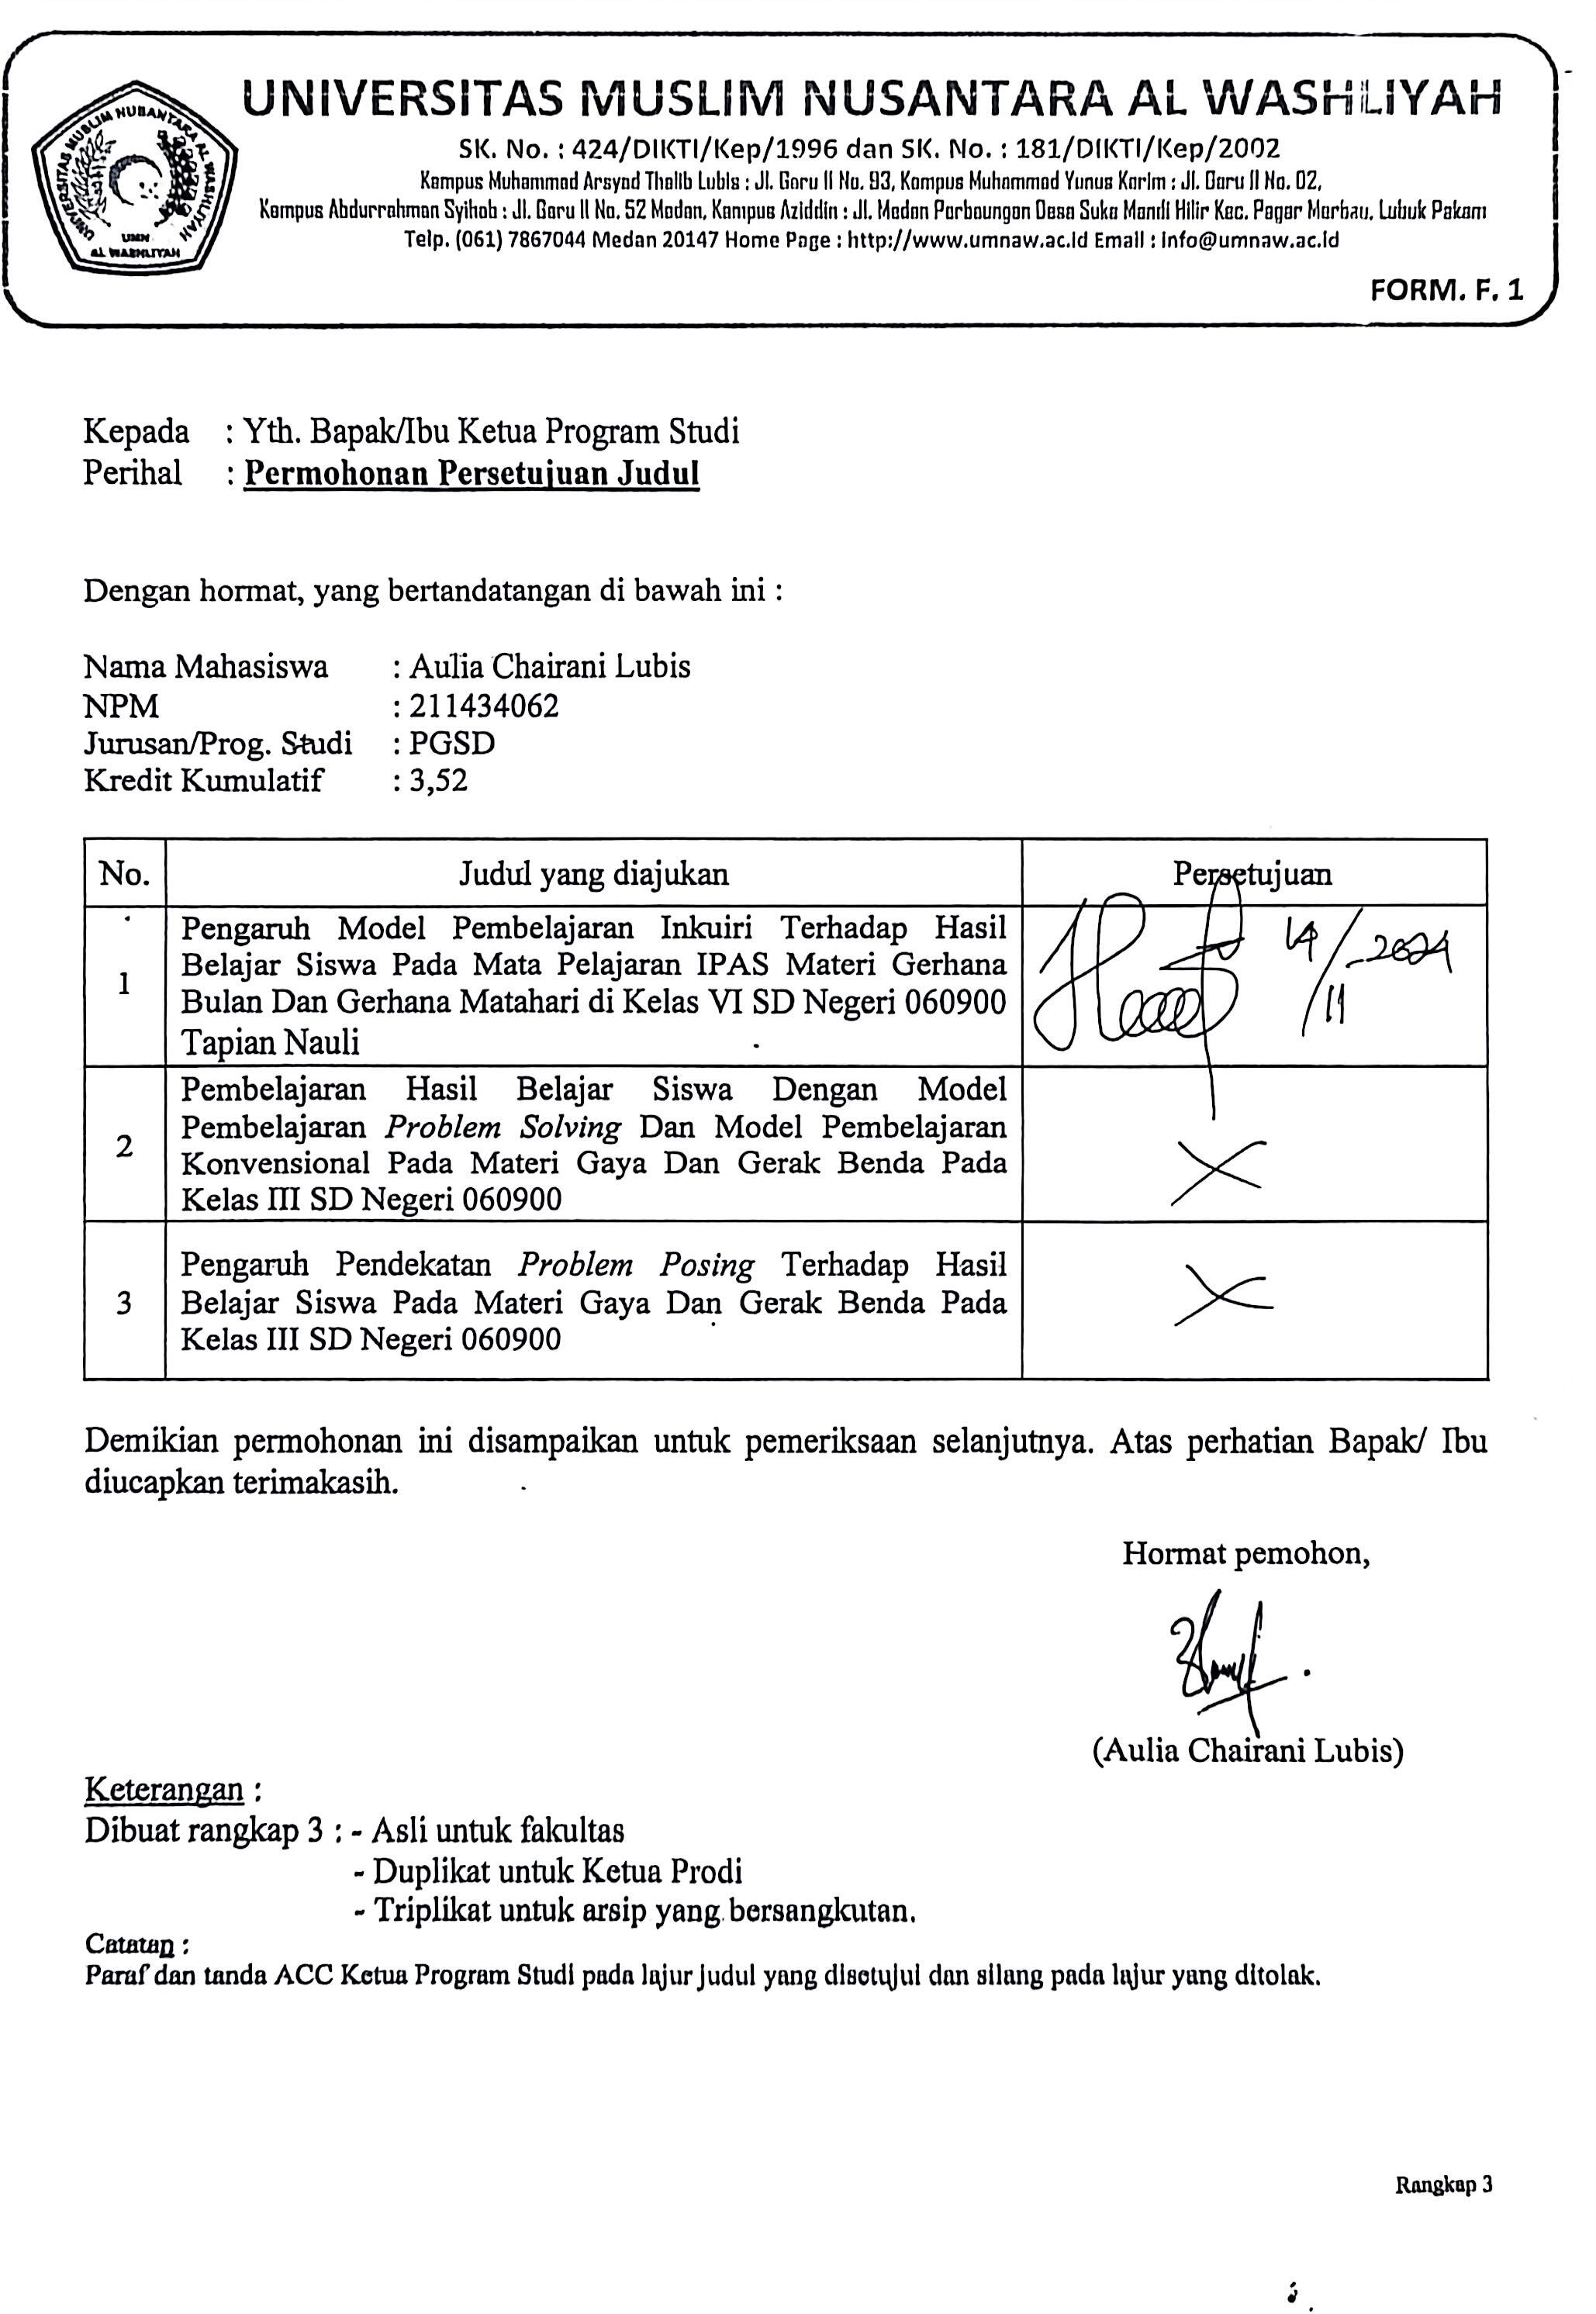 UNIVERSITAS MUSLIM NUSANTARA AL WASHLIYAH
SK. No. : 424/DIKTI/Kep/1996 dan SK. No. : 181/DIKTI/Kep/2002
Kampus Muhammad Arsyad Thalib Lubis : Jl. Garu II No. 93, Kampus Muhammad Yunus Karim : Jl. Garu II No. 02,
Kampus Abdurrahman Syihab : Jl. Garu II No. 52 Medan, Kampus Aziddin : Jl. Medan Perbaungan Desa Suka Mandi Hilir Kec. Pagar Merbau, Lubuk Pakam
Telp. (061) 7867044 Medan 20147 Home Page : http://www.umnaw.ac.id Email : info@umnaw.ac.id
UNIVERSITAS MUSLIM NUSANTARA AL WASHLIYAH
UMN
AL WASHLIYAH
FORM. F. 1
Kepada : Yth. Bapak/Ibu Ketua Program Studi
Perihal : Permohonan Persetujuan Judul
Dengan hormat, yang bertandatangan di bawah ini :
Nama Mahasiswa : Aulia Chairani Lubis
NPM : 211434062
Jurusan/Prog. Studi : PGSD
Kredit Kumulatif : 3,52
No. Judul yang diajukan Persetujuan
1 Pengaruh Model Pembelajaran Inkuiri Terhadap Hasil
Belajar Siswa Pada Mata Pelajaran IPAS Materi Gerhana
Bulan Dan Gerhana Matahari di Kelas VI SD Negeri 060900
Tapian Nauli
14/11-2024
2 Pembelajaran Hasil Belajar Siswa Dengan Model
Pembelajaran Problem Solving Dan Model Pembelajaran
Konvensional Pada Materi Gaya Dan Gerak Benda Pada
Kelas III SD Negeri 060900
3 Pengaruh Pendekatan Problem Posing Terhadap Hasil
Belajar Siswa Pada Materi Gaya Dan Gerak Benda Pada
Kelas III SD Negeri 060900
Demikian permohonan ini disampaikan untuk pemeriksaan selanjutnya. Atas perhatian Bapak/ Ibu
diucapkan terimakasih.
Hormat pemohon,
(Aulia Chairani Lubis)
Keterangan :
Dibuat rangkap 3 : - Asli untuk fakultas
- Duplikat untuk Ketua Prodi
- Triplikat untuk arsip yang bersangkutan.
Catatan :
Paraf dan tanda ACC Ketua Program Studi pada lajur judul yang disetujui dan silang pada lajur yang ditolak.
Rangkap 3